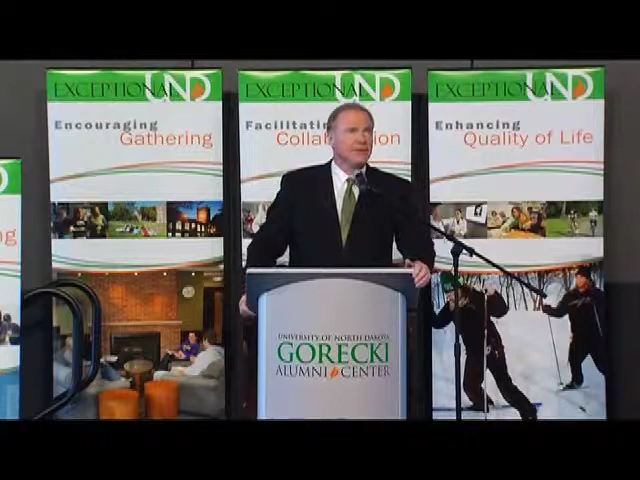 EXCEPTIONAL UND
Encouraging
Gathering
EXCEPTIONAL UND
EXCEPTIONAL UND
Enhancing
Quality of Life
UNIVERSITY OF NORTH DAKOTA
GORECKI
ALUMNI CENTER